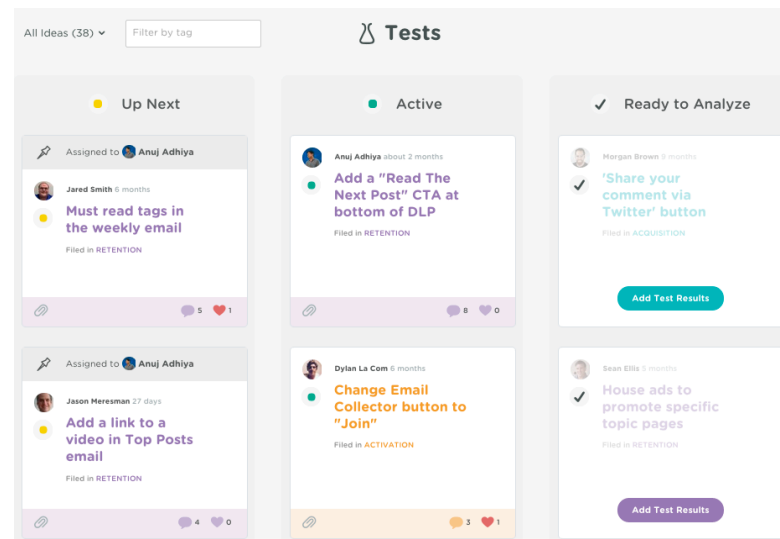 All Ideas (38)
Filter by tag
Tests
Up Next
Assigned to Anuj Adhiya
Jared Smith 6 months
Must read tags in
the weekly email
Filed in RETENTION
5 1
Assigned to Anuj Adhiya
Jason Meresman 27 days
Add a link to a
video in Top Posts
email
Filed in RETENTION
4 0
Active
Anuj Adhiya about 2 months
Add a "Read The
Next Post" CTA at
bottom of DLP
Filed in RETENTION
8 0
Dylan La Com 6 months
Change Email
Collector button to
"Join"
Filed in ACTIVATION
3 1
Ready to Analyze
Morgan Brown 9 months
'Share your
comment via
Twitter' button
Filed in ACQUISITION
Add Test Results
Sean Ellis 5 months
House ads to
promote specific
topic pages
Filed in RETENTION
Add Test Results